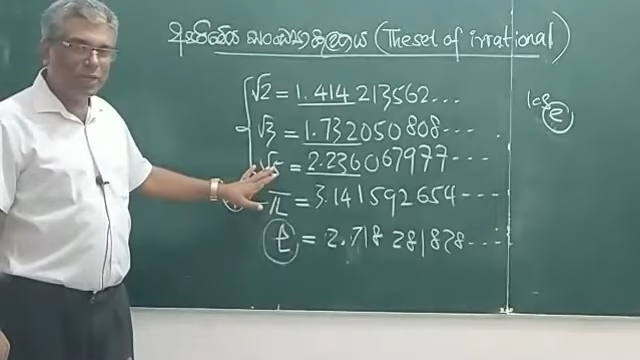 අපරිමේය සංඛ්‍යා කුලකය (The set of irrational)
√2 = 1.414213562...
√3 = 1.732050808...
√5 = 2.236067977...
π = 3.141592654...
e = 2.718281828...
log e